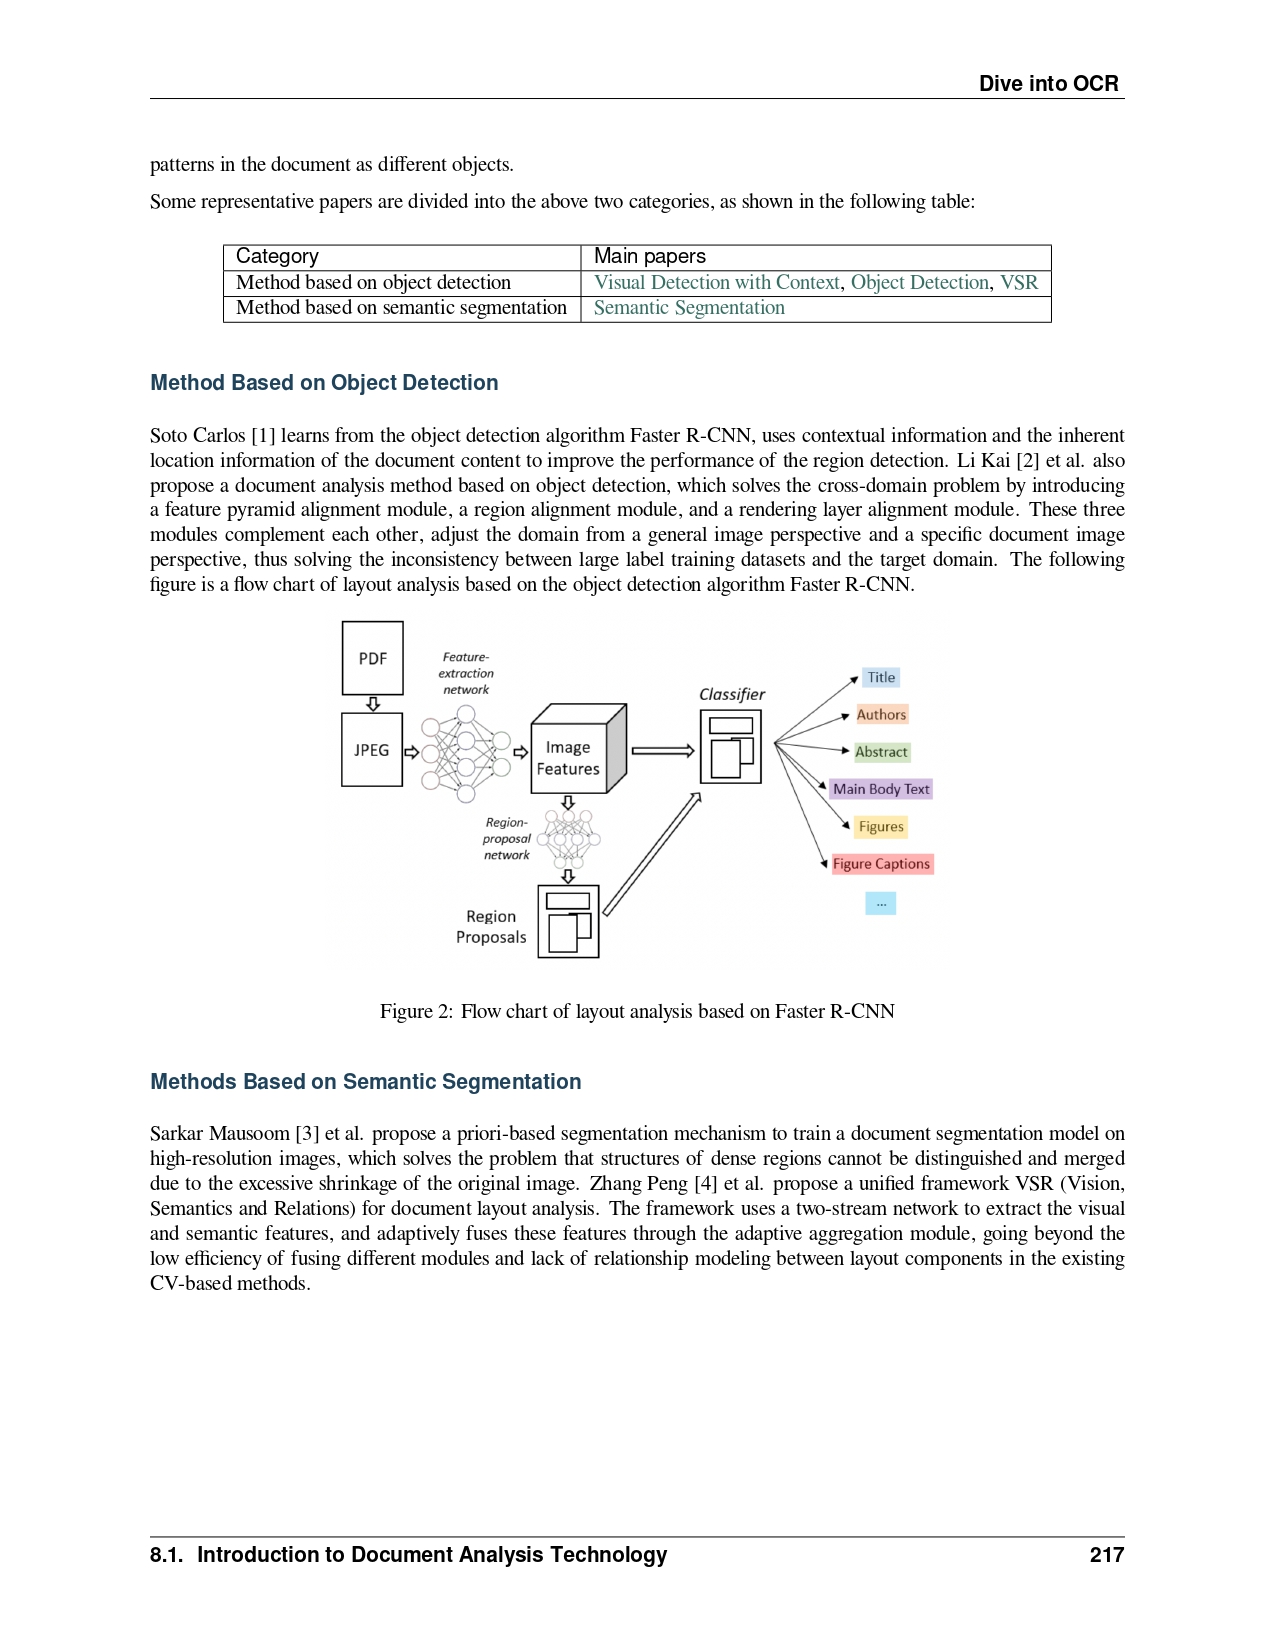 Dive into OCR
patterns in the document as different objects.
Some representative papers are divided into the above two categories, as shown in the following table:
Category Main papers
Method based on object detection Visual Detection with Context, Object Detection, VSR
Method based on semantic segmentation Semantic Segmentation
Method Based on Object Detection
Soto Carlos [1] learns from the object detection algorithm Faster R-CNN, uses contextual information and the inherent
location information of the document content to improve the performance of the region detection. Li Kai [2] et al. also
propose a document analysis method based on object detection, which solves the cross-domain problem by introducing
a feature pyramid alignment module, a region alignment module, and a rendering layer alignment module. These three
modules complement each other, adjust the domain from a general image perspective and a specific document image
perspective, thus solving the inconsistency between large label training datasets and the target domain. The following
figure is a flow chart of layout analysis based on the object detection algorithm Faster R-CNN.
PDF
JPEG
Feature-
extraction
network
Image
Features
Region-
proposal
network
Region
Proposals
Classifier
Title
Authors
Abstract
Main Body Text
Figures
Figure Captions
...
Figure 2: Flow chart of layout analysis based on Faster R-CNN
Methods Based on Semantic Segmentation
Sarkar Mausoom [3] et al. propose a priori-based segmentation mechanism to train a document segmentation model on
high-resolution images, which solves the problem that structures of dense regions cannot be distinguished and merged
due to the excessive shrinkage of the original image. Zhang Peng [4] et al. propose a unified framework VSR (Vision,
Semantics and Relations) for document layout analysis. The framework uses a two-stream network to extract the visual
and semantic features, and adaptively fuses these features through the adaptive aggregation module, going beyond the
low efficiency of fusing different modules and lack of relationship modeling between layout components in the existing
CV-based methods.
8.1. Introduction to Document Analysis Technology 217